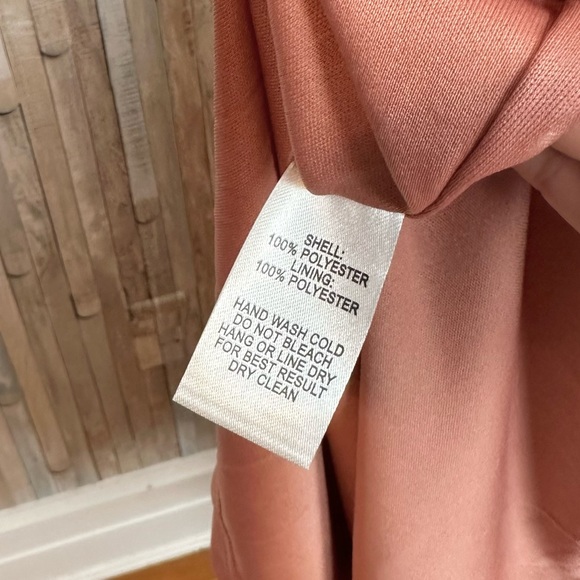 SHELL:
100% POLYESTER
LINING:
100% POLYESTER
HAND WASH COLD
DO NOT BLEACH
HANG OR LINE DRY
FOR BEST RESULT
DRY CLEAN